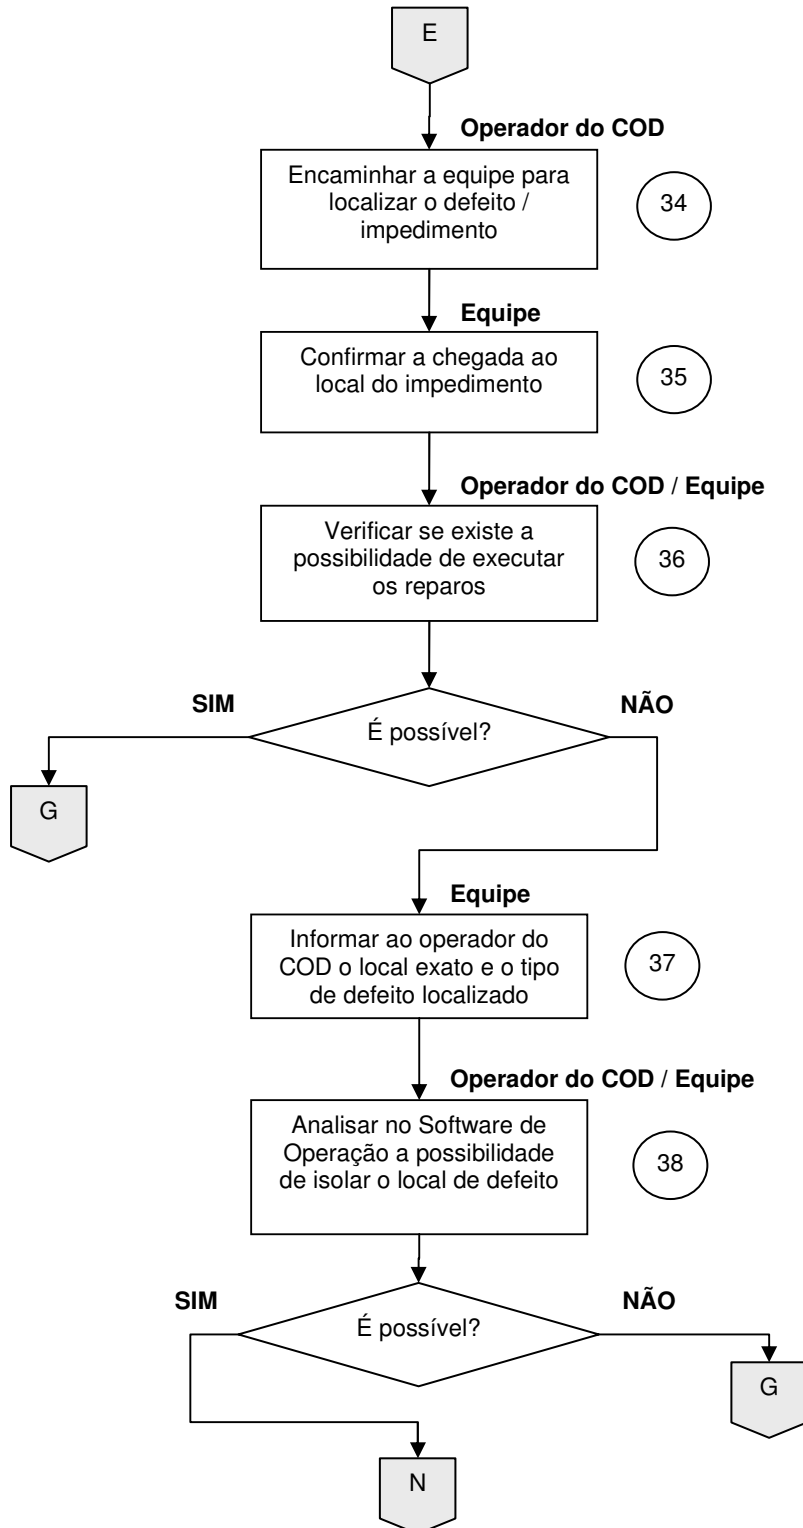 E
Operador do COD
Encaminhar a equipe para
localizar o defeito /
impedimento
34
Equipe
Confirmar a chegada ao
local do impedimento
35
Operador do COD / Equipe
Verificar se existe a
possibilidade de executar
os reparos
36
SIM
NÃO
É possível?
G
Equipe
Informar ao operador do
COD o local exato e o tipo
de defeito localizado
37
Operador do COD / Equipe
Analisar no Software de
Operação a possibilidade
de isolar o local de defeito
38
SIM
NÃO
É possível?
G
N